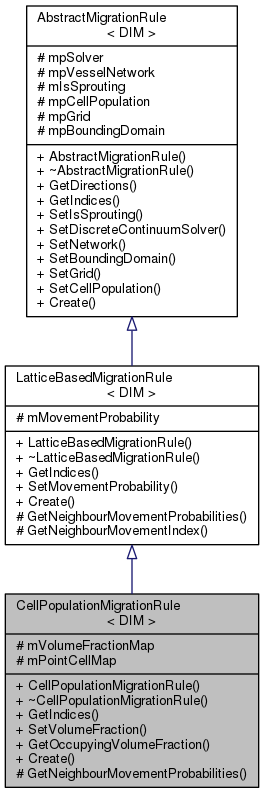 AbstractMigrationRule
< DIM >
# mpSolver
# mpVesselNetwork
# mIsSprouting
# mpCellPopulation
# mpGrid
# mpBoundingDomain
+ AbstractMigrationRule()
+ ~AbstractMigrationRule()
+ GetDirections()
+ GetIndices()
+ SetIsSprouting()
+ SetDiscreteContinuumSolver()
+ SetNetwork()
+ SetBoundingDomain()
+ SetGrid()
+ SetCellPopulation()
+ Create()
LatticeBasedMigrationRule
< DIM >
# mMovementProbability
+ LatticeBasedMigrationRule()
+ ~LatticeBasedMigrationRule()
+ GetIndices()
+ SetMovementProbability()
+ Create()
# GetNeighbourMovementProbabilities()
# GetNeighbourMovementIndex()
CellPopulationMigrationRule
< DIM >
# mVolumeFractionMap
# mPointCellMap
+ CellPopulationMigrationRule()
+ ~CellPopulationMigrationRule()
+ GetIndices()
+ SetVolumeFraction()
+ GetOccupyingVolumeFraction()
+ Create()
# GetNeighbourMovementProbabilities()